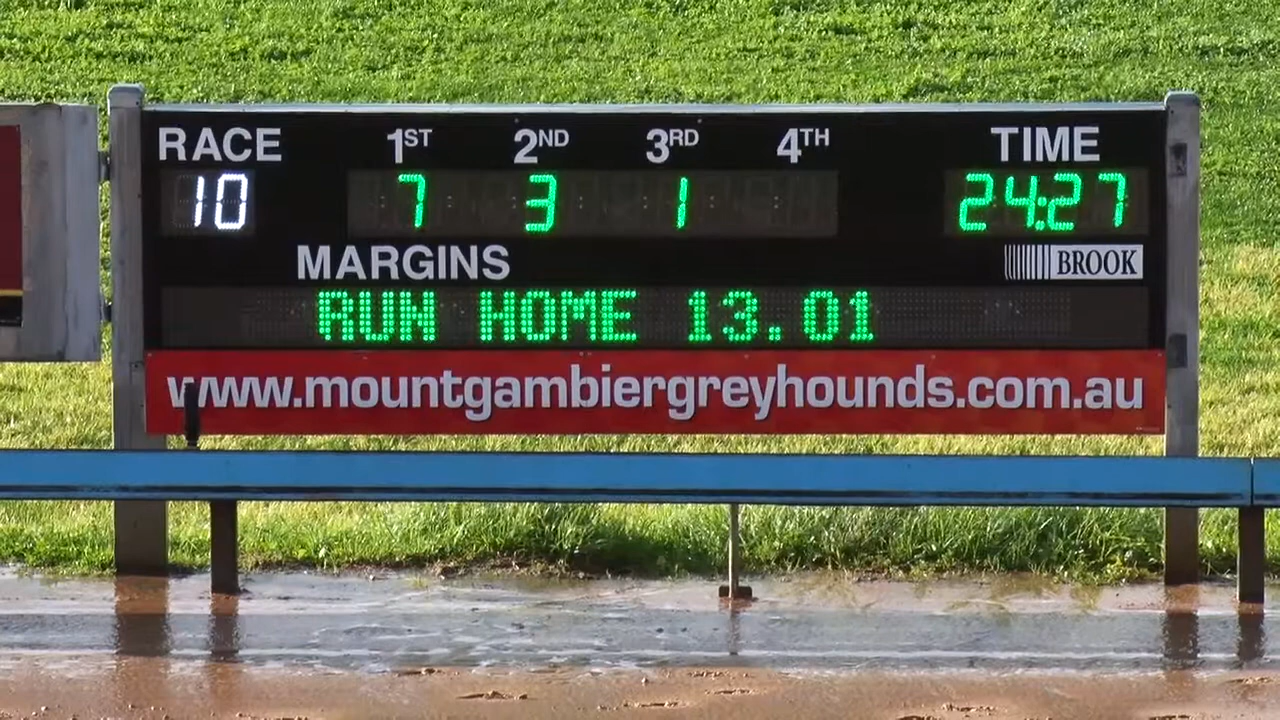 RACE 1ST 2ND 3RD 4TH TIME
10 7 3 1 24:27
MARGINS BROOK
RUN HOME 13.01
www.mountgambiergreyhounds.com.au